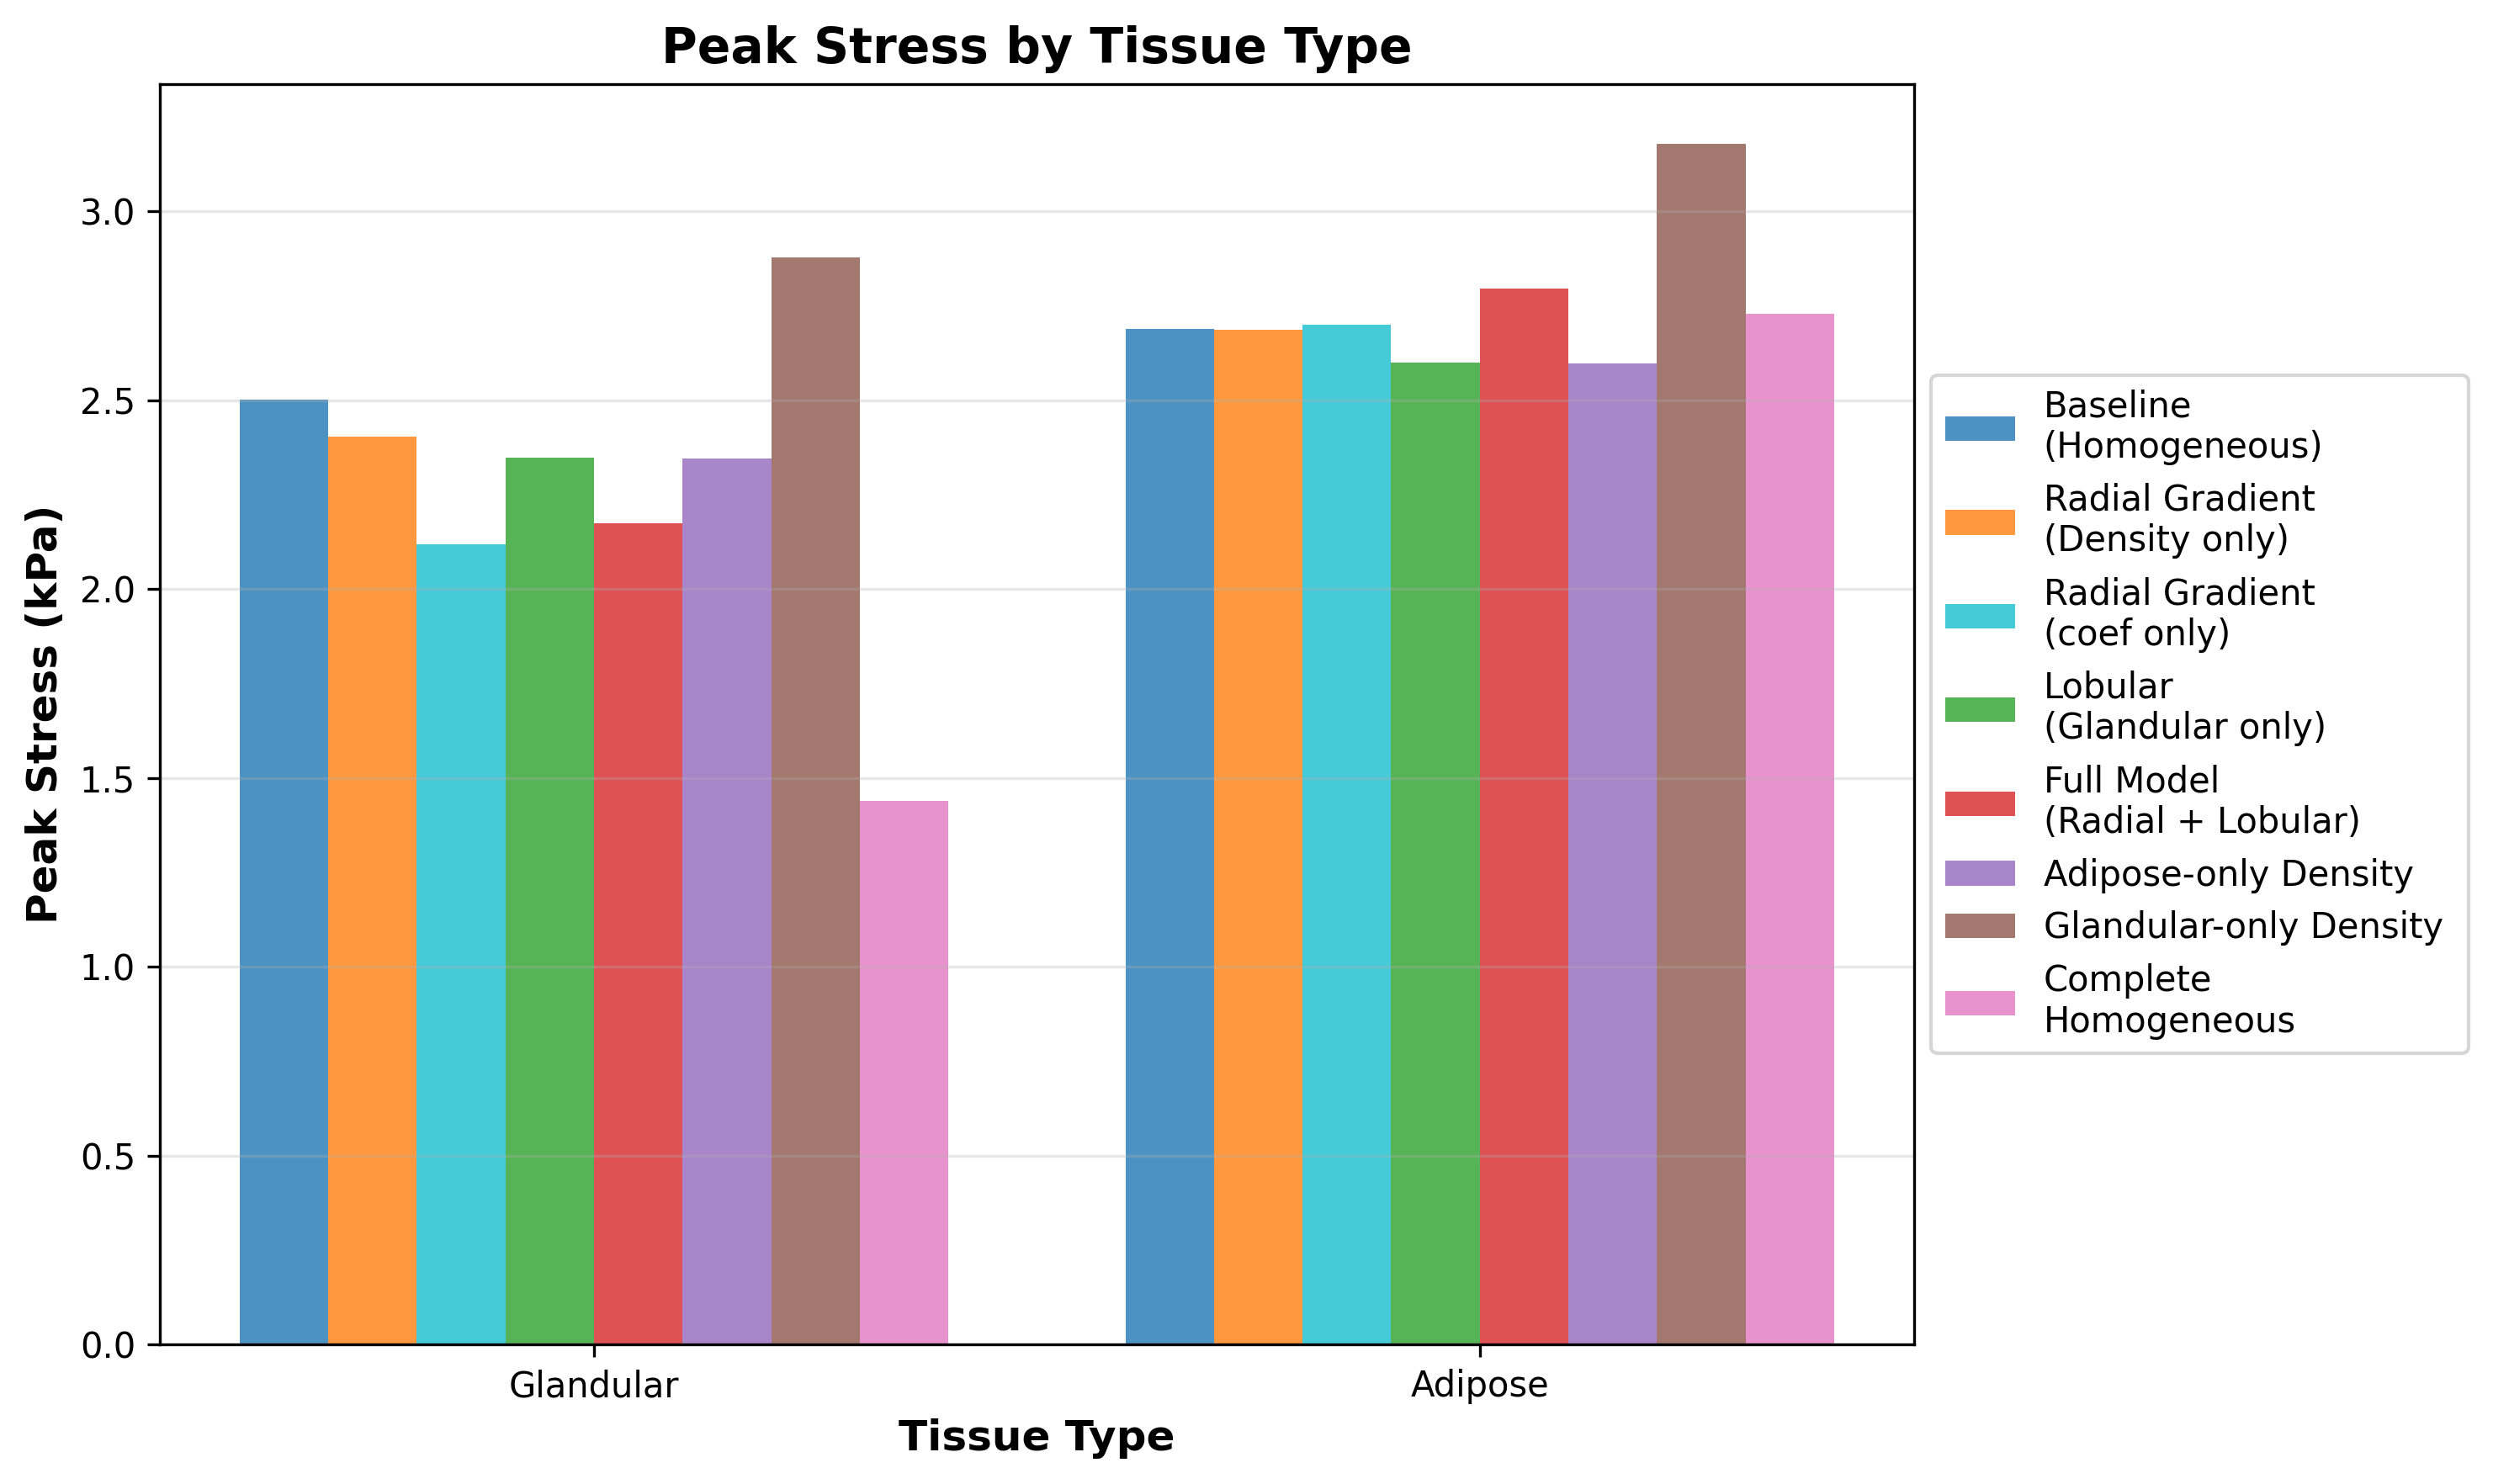 Peak Stress by Tissue Type
Peak Stress (kPa)
3.0
2.5
2.0
1.5
1.0
0.5
0.0
Glandular
Adipose
Tissue Type
Baseline
(Homogeneous)
Radial Gradient
(Density only)
Radial Gradient
(coef only)
Lobular
(Glandular only)
Full Model
(Radial + Lobular)
Adipose-only Density
Glandular-only Density
Complete
Homogeneous